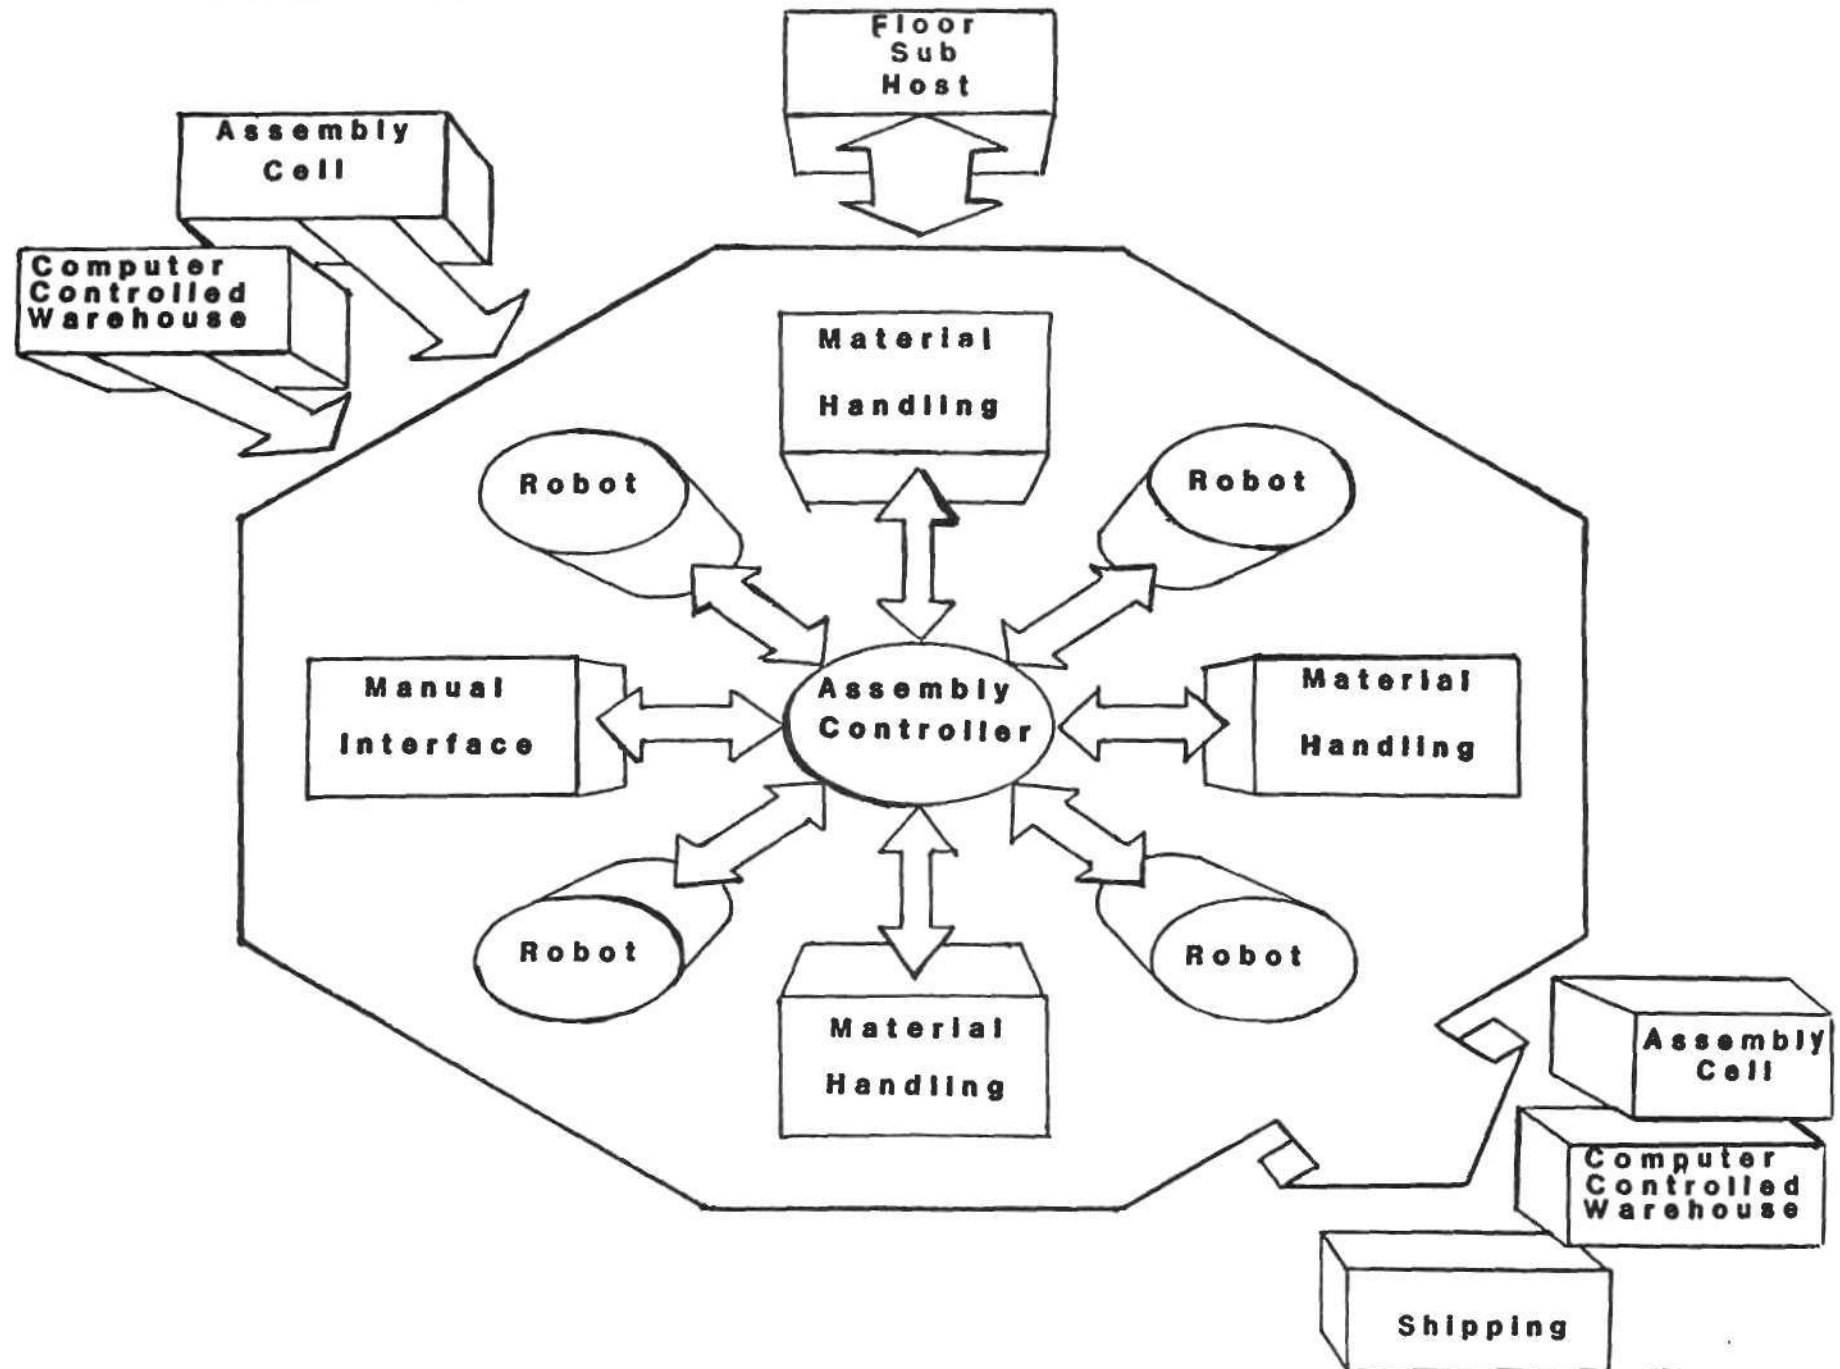 Floor
Sub
Host
Assembly
Cell
Computer
Controlled
Warehouse
Material
Handling
Robot
Robot
Manual
Interface
Assembly
Controller
Material
Handling
Robot
Robot
Material
Handling
Assembly
Cell
Computer
Controlled
Warehouse
Shipping